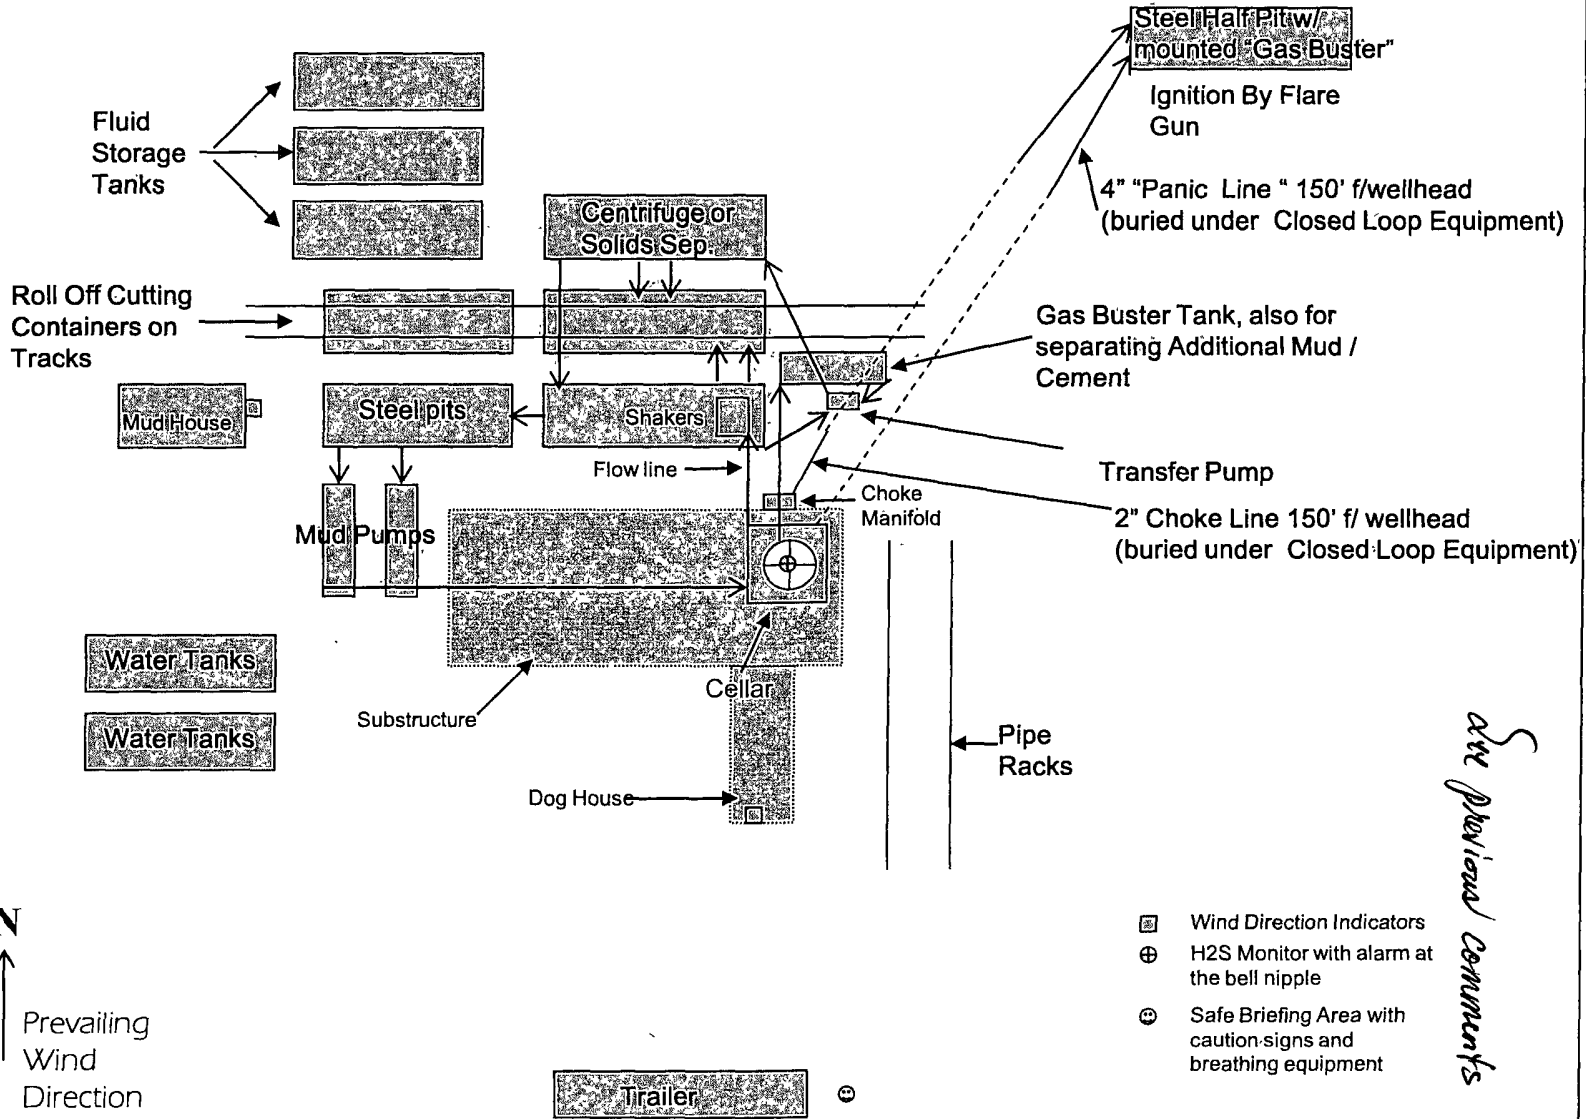 Steel Half Pit w/
mounted "Gas Buster"
Ignition By Flare
Gun
Fluid
Storage
Tanks
4" "Panic Line " 150' f/wellhead
(buried under Closed Loop Equipment)
Centrifuge or
Solids Sep.
Roll Off Cutting
Containers on
Tracks
Gas Buster Tank, also for
separating Additional Mud /
Cement
Mud House
Steel pits
Shakers
Flow line
Transfer Pump
Choke
Manifold
2" Choke Line 150' f/ wellhead
(buried under Closed Loop Equipment)
Mud Pumps
Water Tanks
Cellar
Substructure
Water Tanks
Pipe
Racks
Dog House
See previous comments
N
Prevailing
Wind
Direction
Wind Direction Indicators
H2S Monitor with alarm at
the bell nipple
Safe Briefing Area with
caution signs and
breathing equipment
Trailer